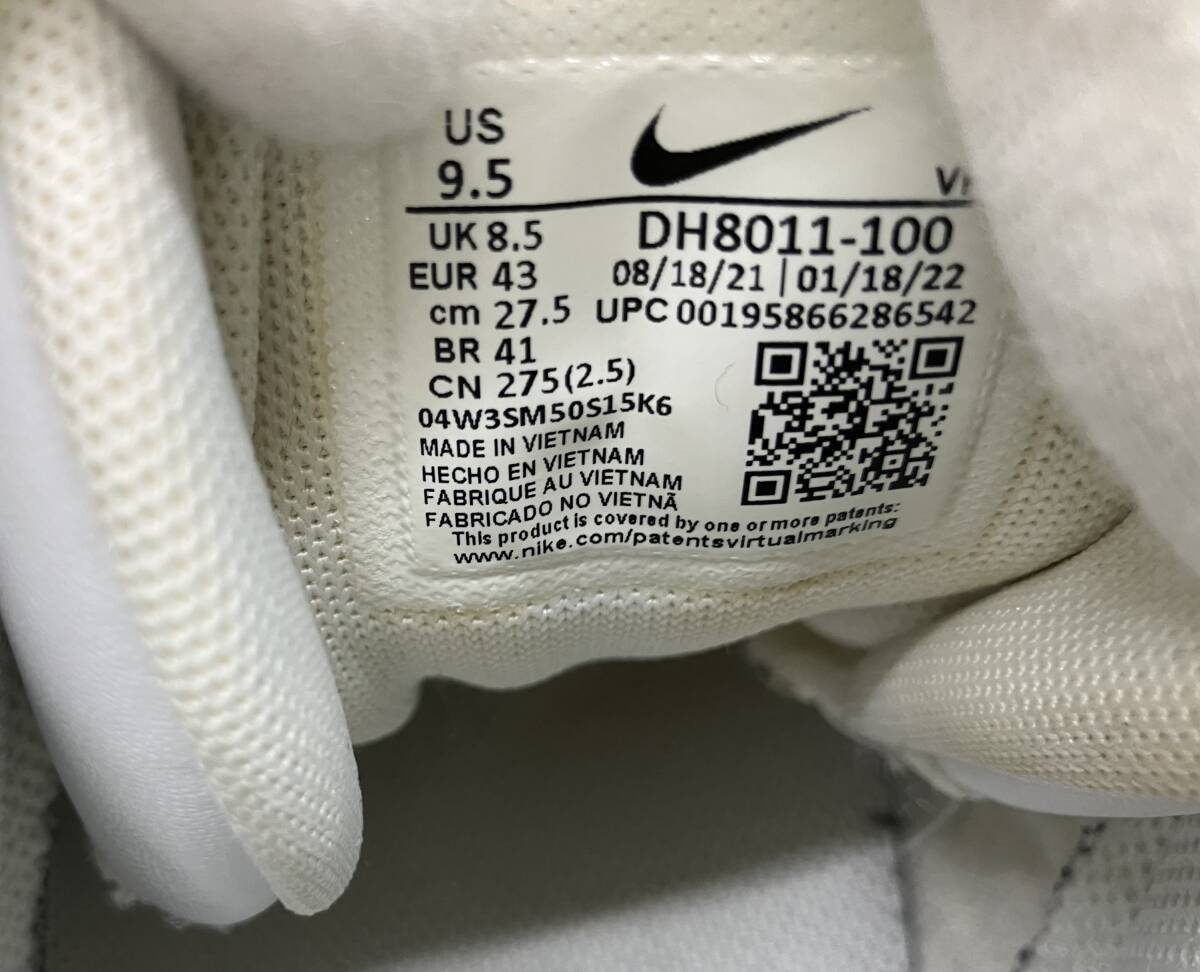 US
9.5
UK 8.5
EUR 43
cm 27.5
BR 41
CN 275(2.5)
DH8011-100
08/18/21 | 01/18/22
UPC 00195866286542
04W3SM50S15K6
MADE IN VIETNAM
HECHO EN VIETNAM
FABRIQUE AU VIETNAM
FABRICADO NO VIETNÃ
This product is covered by one or more patents:
www.nike.com/patentsvirtualmarking